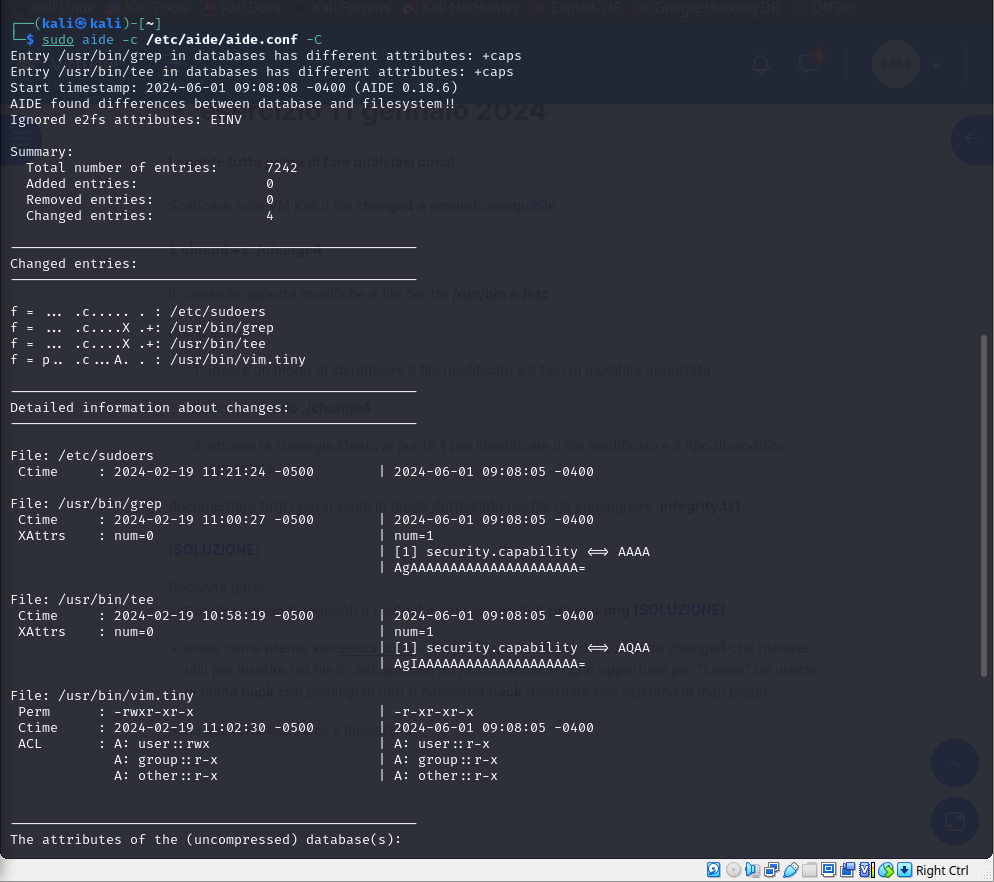 ┌──(kali㉿kali)-[~]
└─$ sudo aide -c /etc/aide/aide.conf -C
Entry /usr/bin/grep in databases has different attributes: +caps
Entry /usr/bin/tee in databases has different attributes: +caps
Start timestamp: 2024-06-01 09:08:08 -0400 (AIDE 0.18.6)
AIDE found differences between database and filesystem!!
Ignored e2fs attributes: EINV
Summary:
Total number of entries: 7242
Added entries: 0
Removed entries: 0
Changed entries: 4
Changed entries:
f = ... .c..... . : /etc/sudoers
f = ... .c....X .+: /usr/bin/grep
f = ... .c....X .+: /usr/bin/tee
f = p.. .c...A. . : /usr/bin/vim.tiny
Detailed information about changes:
File: /etc/sudoers
Ctime : 2024-02-19 11:21:24 -0500 | 2024-06-01 09:08:05 -0400
File: /usr/bin/grep
Ctime : 2024-02-19 11:00:27 -0500 | 2024-06-01 09:08:05 -0400
XAttrs : num=0 | num=1
| [1] security.capability <=> AAAA
| AgAAAAAAAAAAAAAAAAAAAAA=
File: /usr/bin/tee
Ctime : 2024-02-19 10:58:19 -0500 | 2024-06-01 09:08:05 -0400
XAttrs : num=0 | num=1
| [1] security.capability <=> AQAA
| AgIAAAAAAAAAAAAAAAAAAAA=
File: /usr/bin/vim.tiny
Perm : -rwxr-xr-x | -r-xr-xr-x
Ctime : 2024-02-19 11:02:30 -0500 | 2024-06-01 09:08:05 -0400
ACL : A: user::rwx | A: user::r-x
A: group::r-x | A: group::r-x
A: other::r-x | A: other::r-x
The attributes of the (uncompressed) database(s):
Right Ctrl